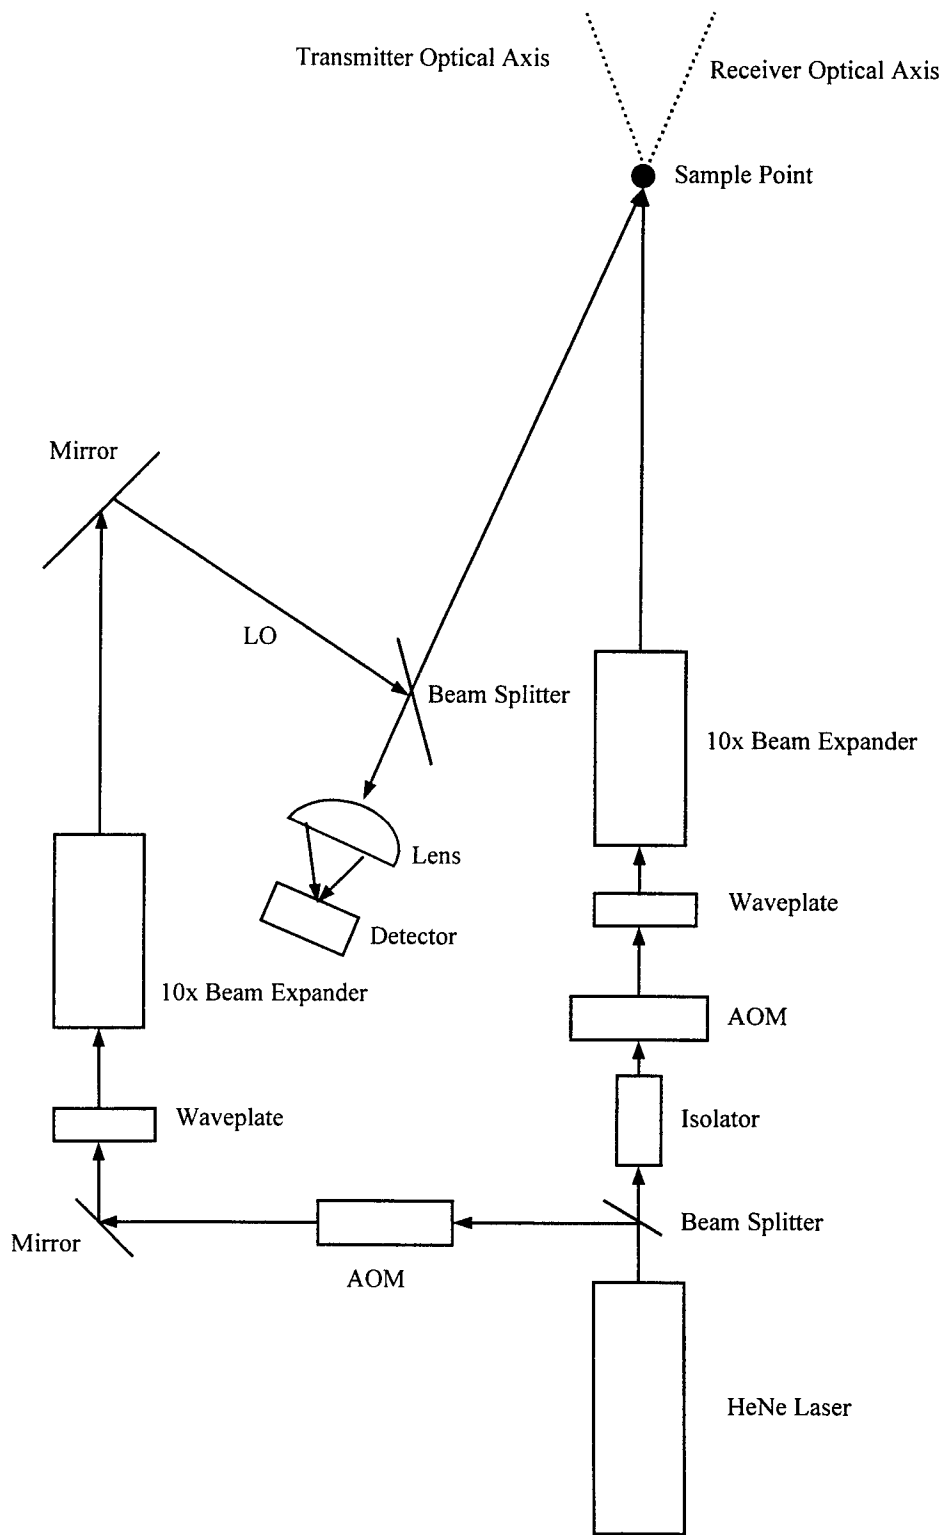 Transmitter Optical Axis
Receiver Optical Axis
Sample Point
Mirror
LO
Beam Splitter
10x Beam Expander
Lens
Waveplate
Detector
10x Beam Expander
AOM
Waveplate
Isolator
Mirror
Beam Splitter
AOM
HeNe Laser